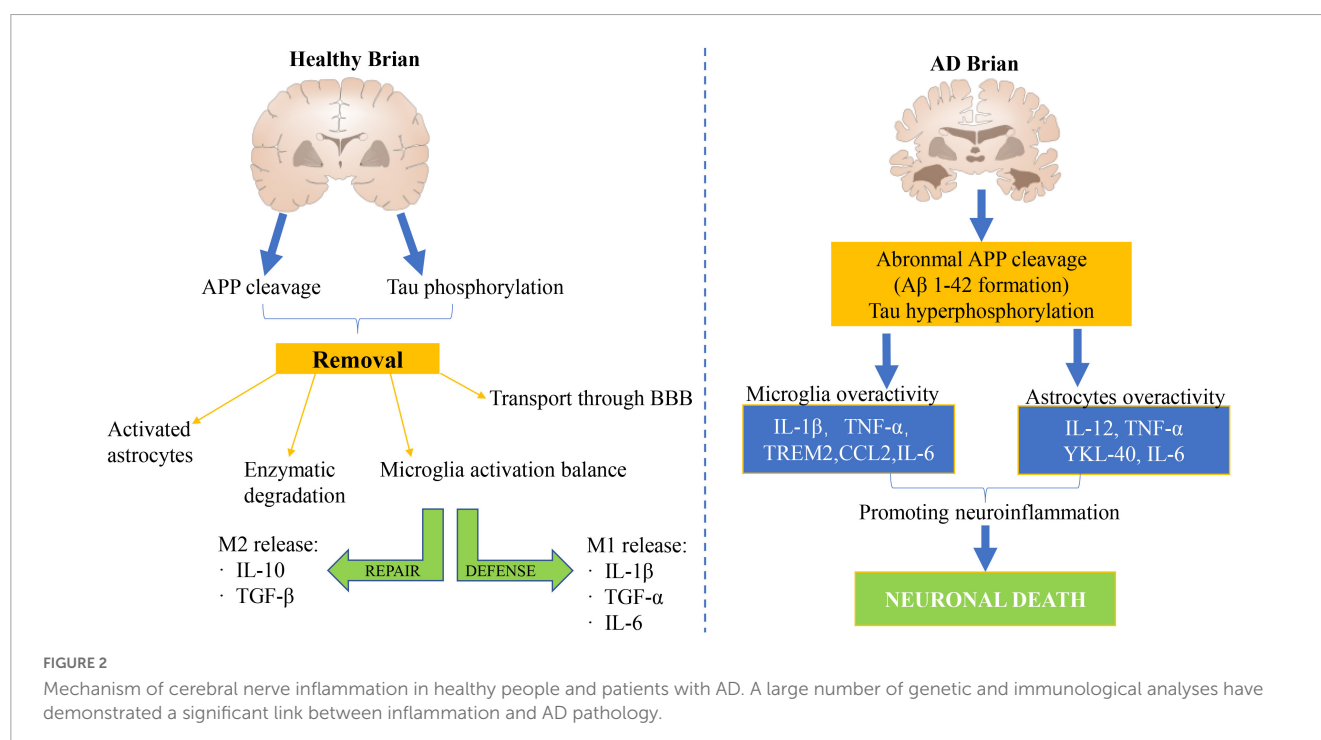 Healthy Brian
APP cleavage
Tau phosphorylation
Removal
Transport through BBB
Activated
astrocytes
Enzymatic
degradation
Microglia activation balance
M2 release:
· IL-10
· TGF-β
REPAIR
DEFENSE
M1 release:
· IL-1β
· TGF-α
· IL-6
AD Brian
Abronmal APP cleavage
(Aβ 1-42 formation)
Tau hyperphosphorylation
Microglia overactivity
IL-1β, TNF-α,
TREM2,CCL2,IL-6
Astrocytes overactivity
IL-12, TNF-α
YKL-40, IL-6
Promoting neuroinflammation
NEURONAL DEATH
FIGURE 2
Mechanism of cerebral nerve inflammation in healthy people and patients with AD. A large number of genetic and immunological analyses have
demonstrated a significant link between inflammation and AD pathology.